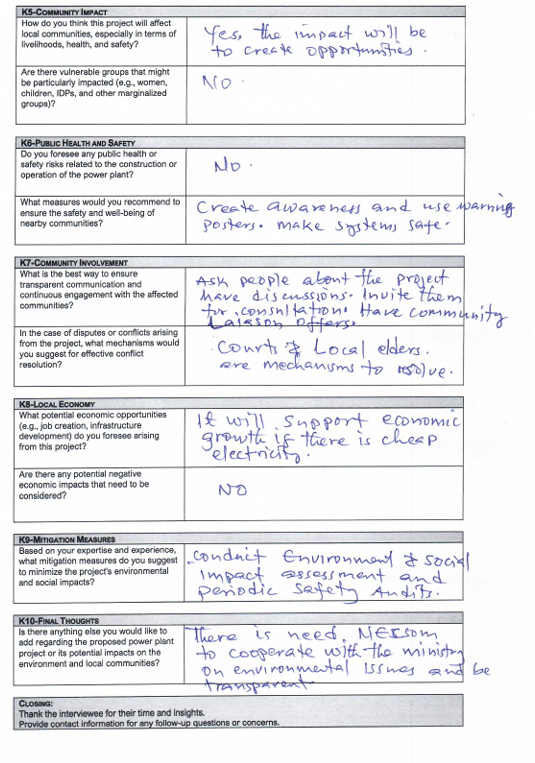 K5-COMMUNITY IMPACT
How do you think this project will affect
local communities, especially in terms of
livelihoods, health, and safety?
Yes, the impact will be
to create opportunities.
Are there vulnerable groups that might
be particularly impacted (e.g., women,
children, IDPs, and other marginalized
groups)?
NO.
K6-PUBLIC HEALTH AND SAFETY
Do you foresee any public health or
safety risks related to the construction or
operation of the power plant?
No.
What measures would you recommend to
ensure the safety and well-being of
nearby communities?
Create awareness and use warning
posters. make systems safe.
K7-COMMUNITY INVOLVEMENT
What is the best way to ensure
transparent communication and
continuous engagement with the affected
communities?
Ask people about the project
have discussions. Invite them
for consultation. Have community
In the case of disputes or conflicts arising
from the project, what mechanisms would
you suggest for effective conflict
resolution?
Courts & Local elders.
are mechanisms to resolve.
K8-LOCAL ECONOMY
What potential economic opportunities
(e.g., job creation, infrastructure
development) do you foresee arising
from this project?
It will support economic
growth if there is cheap
electricity.
Are there any potential negative
economic impacts that need to be
considered?
NO
K9-MITIGATION MEASURES
Based on your expertise and experience,
what mitigation measures do you suggest
to minimize the project's environmental
and social impacts?
conduct Environment & Social
impact assessment and
periodic Safety Audits.
K10-FINAL THOUGHTS
Is there anything else you would like to
add regarding the proposed power plant
project or its potential impacts on the
environment and local communities?
There is need,
to cooperate with the ministry
on environmental issues and be
transparent.
CLOSING:
Thank the interviewee for their time and insights.
Provide contact information for any follow-up questions or concerns.